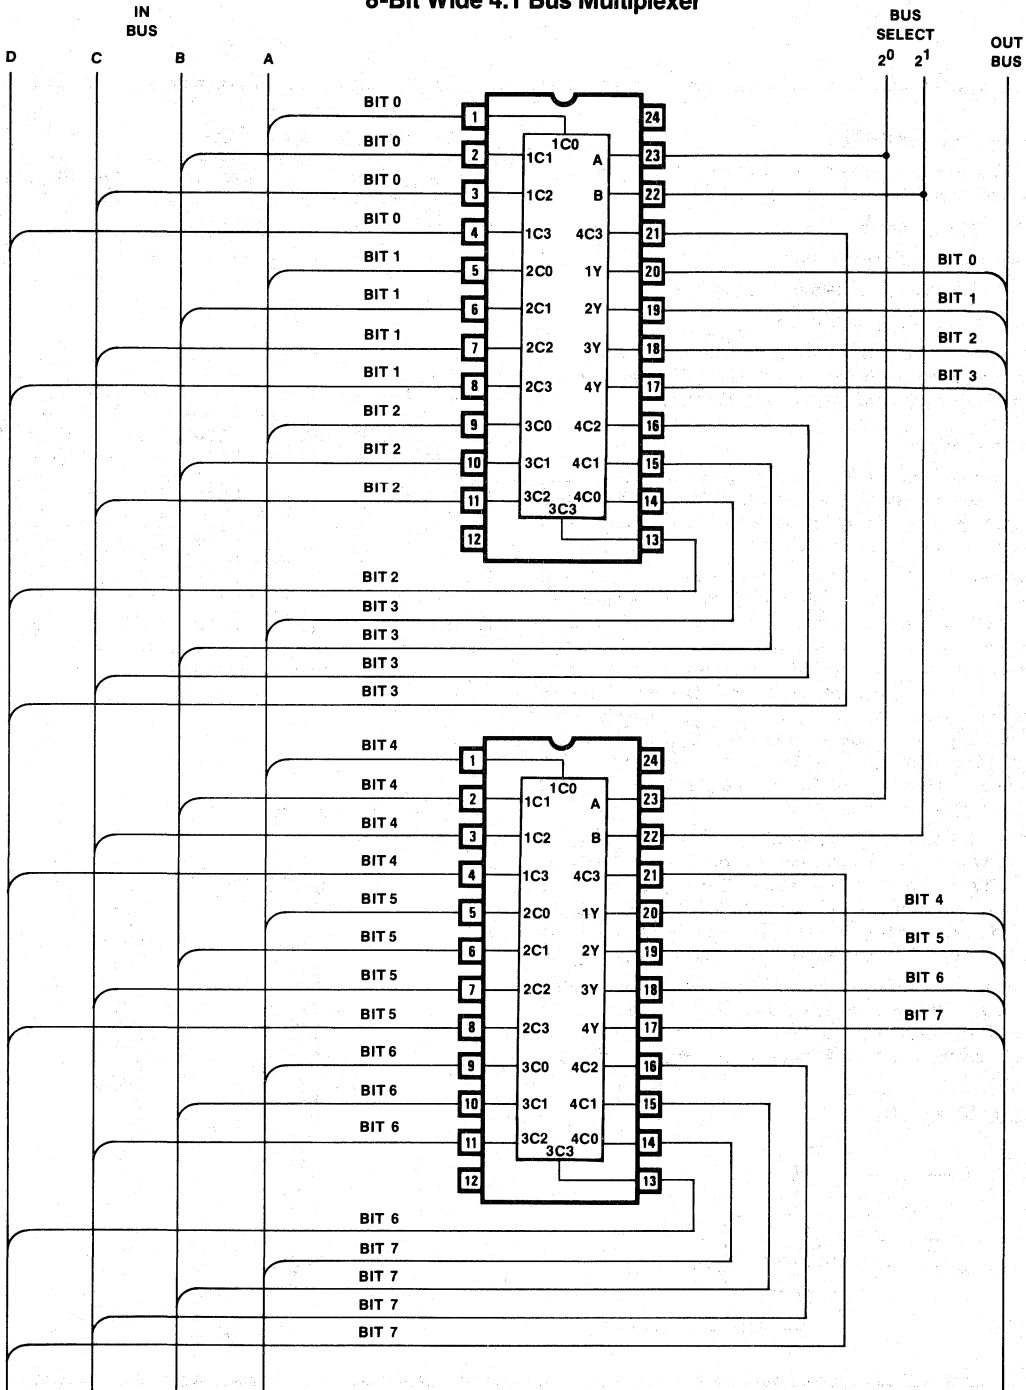 8-Bit Wide 4:1 Bus Multiplexer
IN
BUS
BUS
SELECT
OUT
BUS
D C B A 2⁰ 2¹
BIT 0 1 1C0 24
BIT 0 2 1C1 A 23
BIT 0 3 1C2 B 22
BIT 0 4 1C3 4C3 21
BIT 1 5 2C0 1Y 20 BIT 0
BIT 1 6 2C1 2Y 19 BIT 1
BIT 1 7 2C2 3Y 18 BIT 2
BIT 1 8 2C3 4Y 17 BIT 3
BIT 2 9 3C0 4C2 16
BIT 2 10 3C1 4C1 15
BIT 2 11 3C2 4C0 14
3C3
12 13
BIT 2
BIT 3
BIT 3
BIT 3
BIT 3
BIT 4 1 1C0 24
BIT 4 2 1C1 A 23
BIT 4 3 1C2 B 22
BIT 4 4 1C3 4C3 21
BIT 5 5 2C0 1Y 20 BIT 4
BIT 5 6 2C1 2Y 19 BIT 5
BIT 5 7 2C2 3Y 18 BIT 6
BIT 5 8 2C3 4Y 17 BIT 7
BIT 6 9 3C0 4C2 16
BIT 6 10 3C1 4C1 15
BIT 6 11 3C2 4C0 14
3C3
12 13
BIT 6
BIT 7
BIT 7
BIT 7
BIT 7